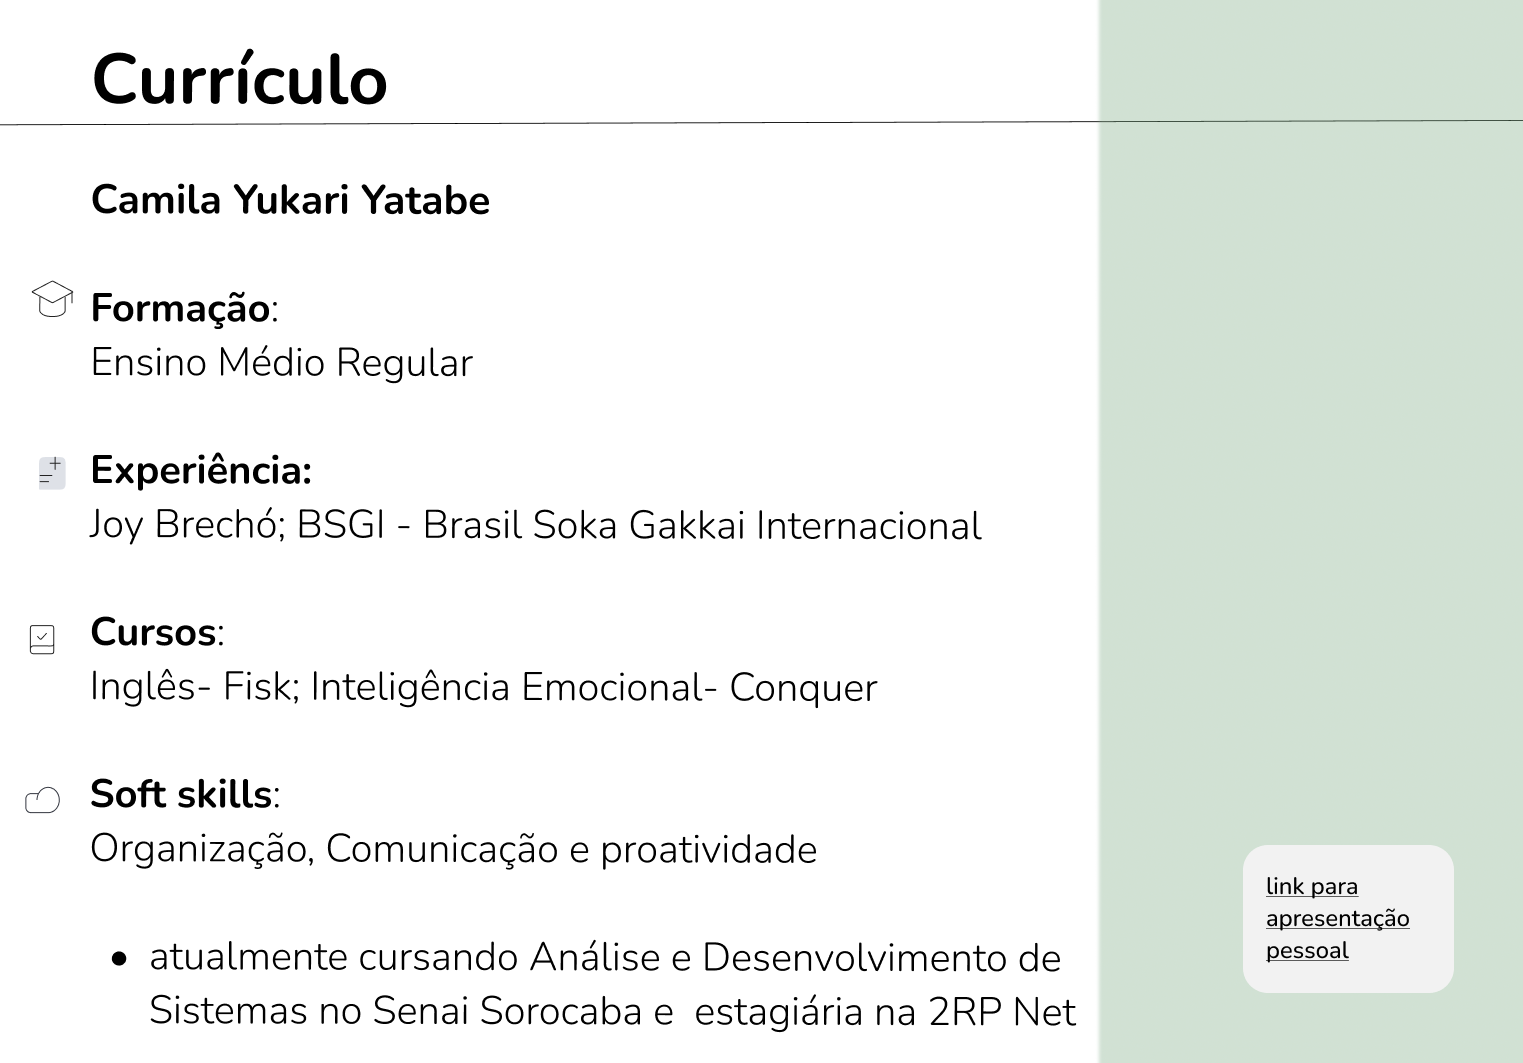 Currículo
Camila Yukari Yatabe
Formação:
Ensino Médio Regular
Experiência:
Joy Brechó; BSGI - Brasil Soka Gakkai Internacional
Cursos:
Inglês- Fisk; Inteligência Emocional- Conquer
Soft skills:
Organização, Comunicação e proatividade
• atualmente cursando Análise e Desenvolvimento de
Sistemas no Senai Sorocaba e  estagiária na 2RP Net
link para
apresentação
pessoal